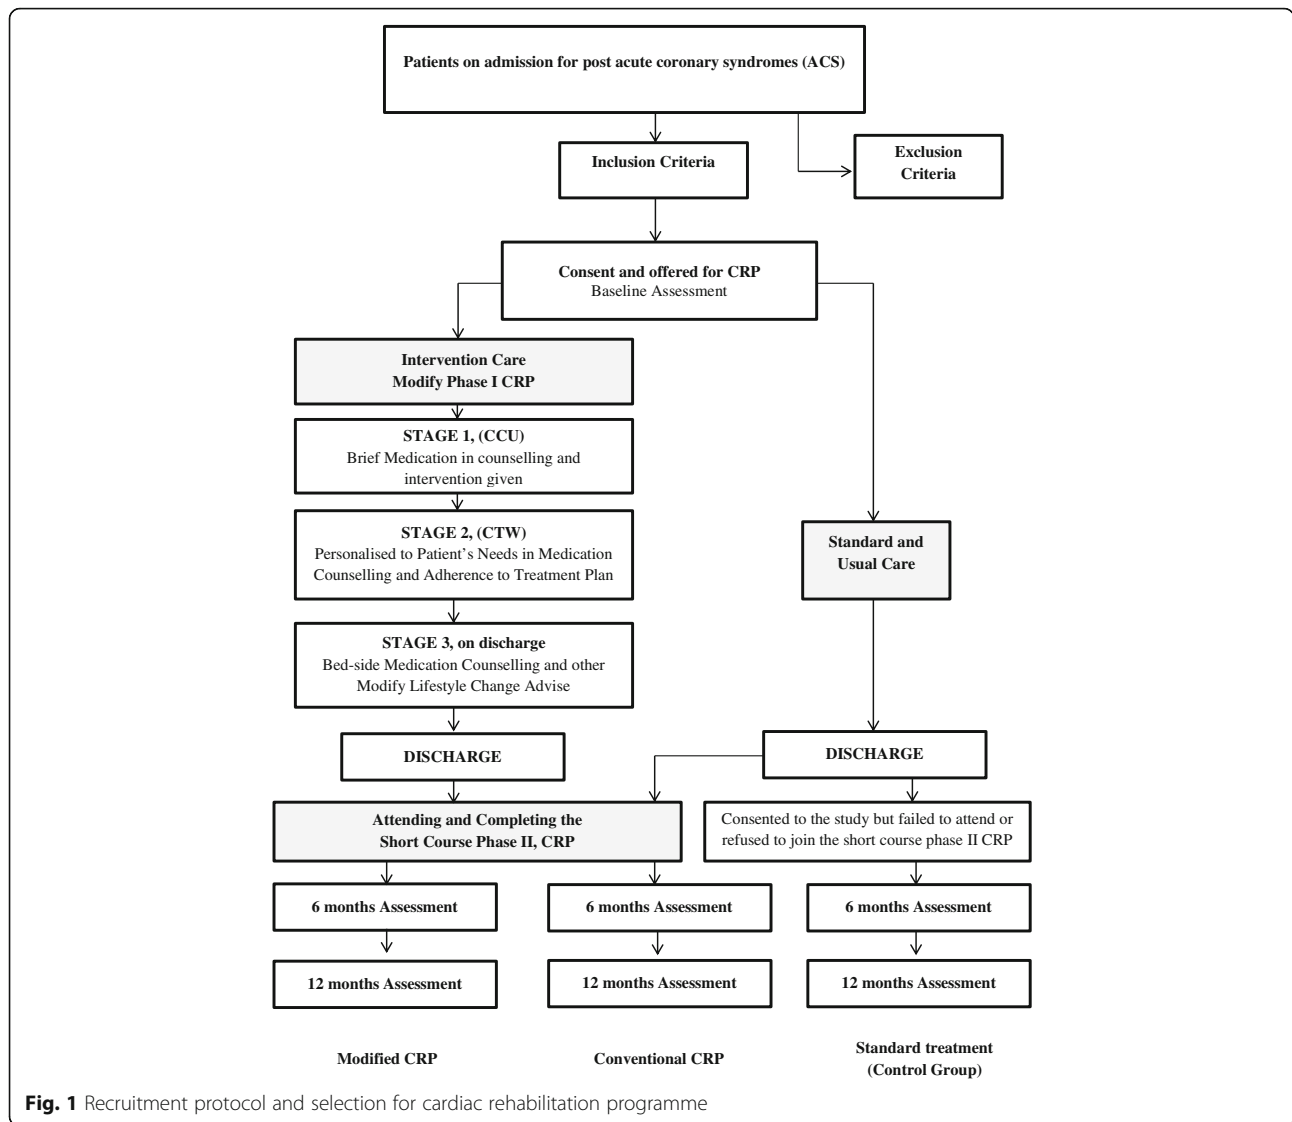 Patients on admission for post acute coronary syndromes (ACS)
Inclusion Criteria
Exclusion
Criteria
Consent and offered for CRP
Baseline Assessment
Intervention Care
Modify Phase I CRP
STAGE 1, (CCU)
Brief Medication in counselling and
intervention given
STAGE 2, (CTW)
Personalised to Patient's Needs in Medication
Counselling and Adherence to Treatment Plan
Standard and
Usual Care
STAGE 3, on discharge
Bed-side Medication Counselling and other
Modify Lifestyle Change Advise
DISCHARGE
DISCHARGE
Attending and Completing the
Short Course Phase II, CRP
Consented to the study but failed to attend or
refused to join the short course phase II CRP
6 months Assessment
6 months Assessment
6 months Assessment
12 months Assessment
12 months Assessment
12 months Assessment
Modified CRP
Conventional CRP
Standard treatment
(Control Group)
Fig. 1 Recruitment protocol and selection for cardiac rehabilitation programme